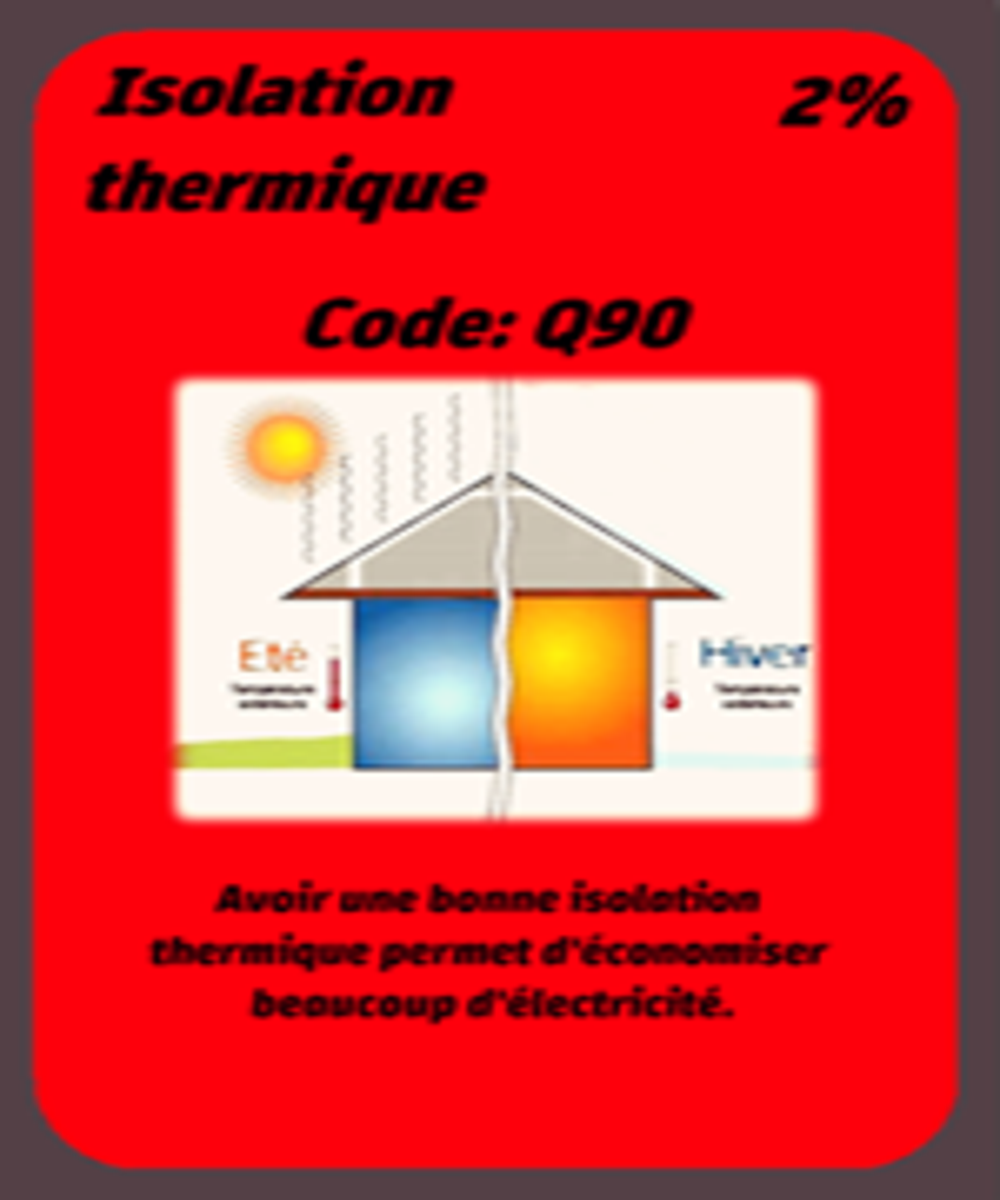 Isolation
thermique
2%
Code: Q90
Eté
Hiver
Avoir une bonne isolation
thermique permet d'économiser
beaucoup d'électricité.